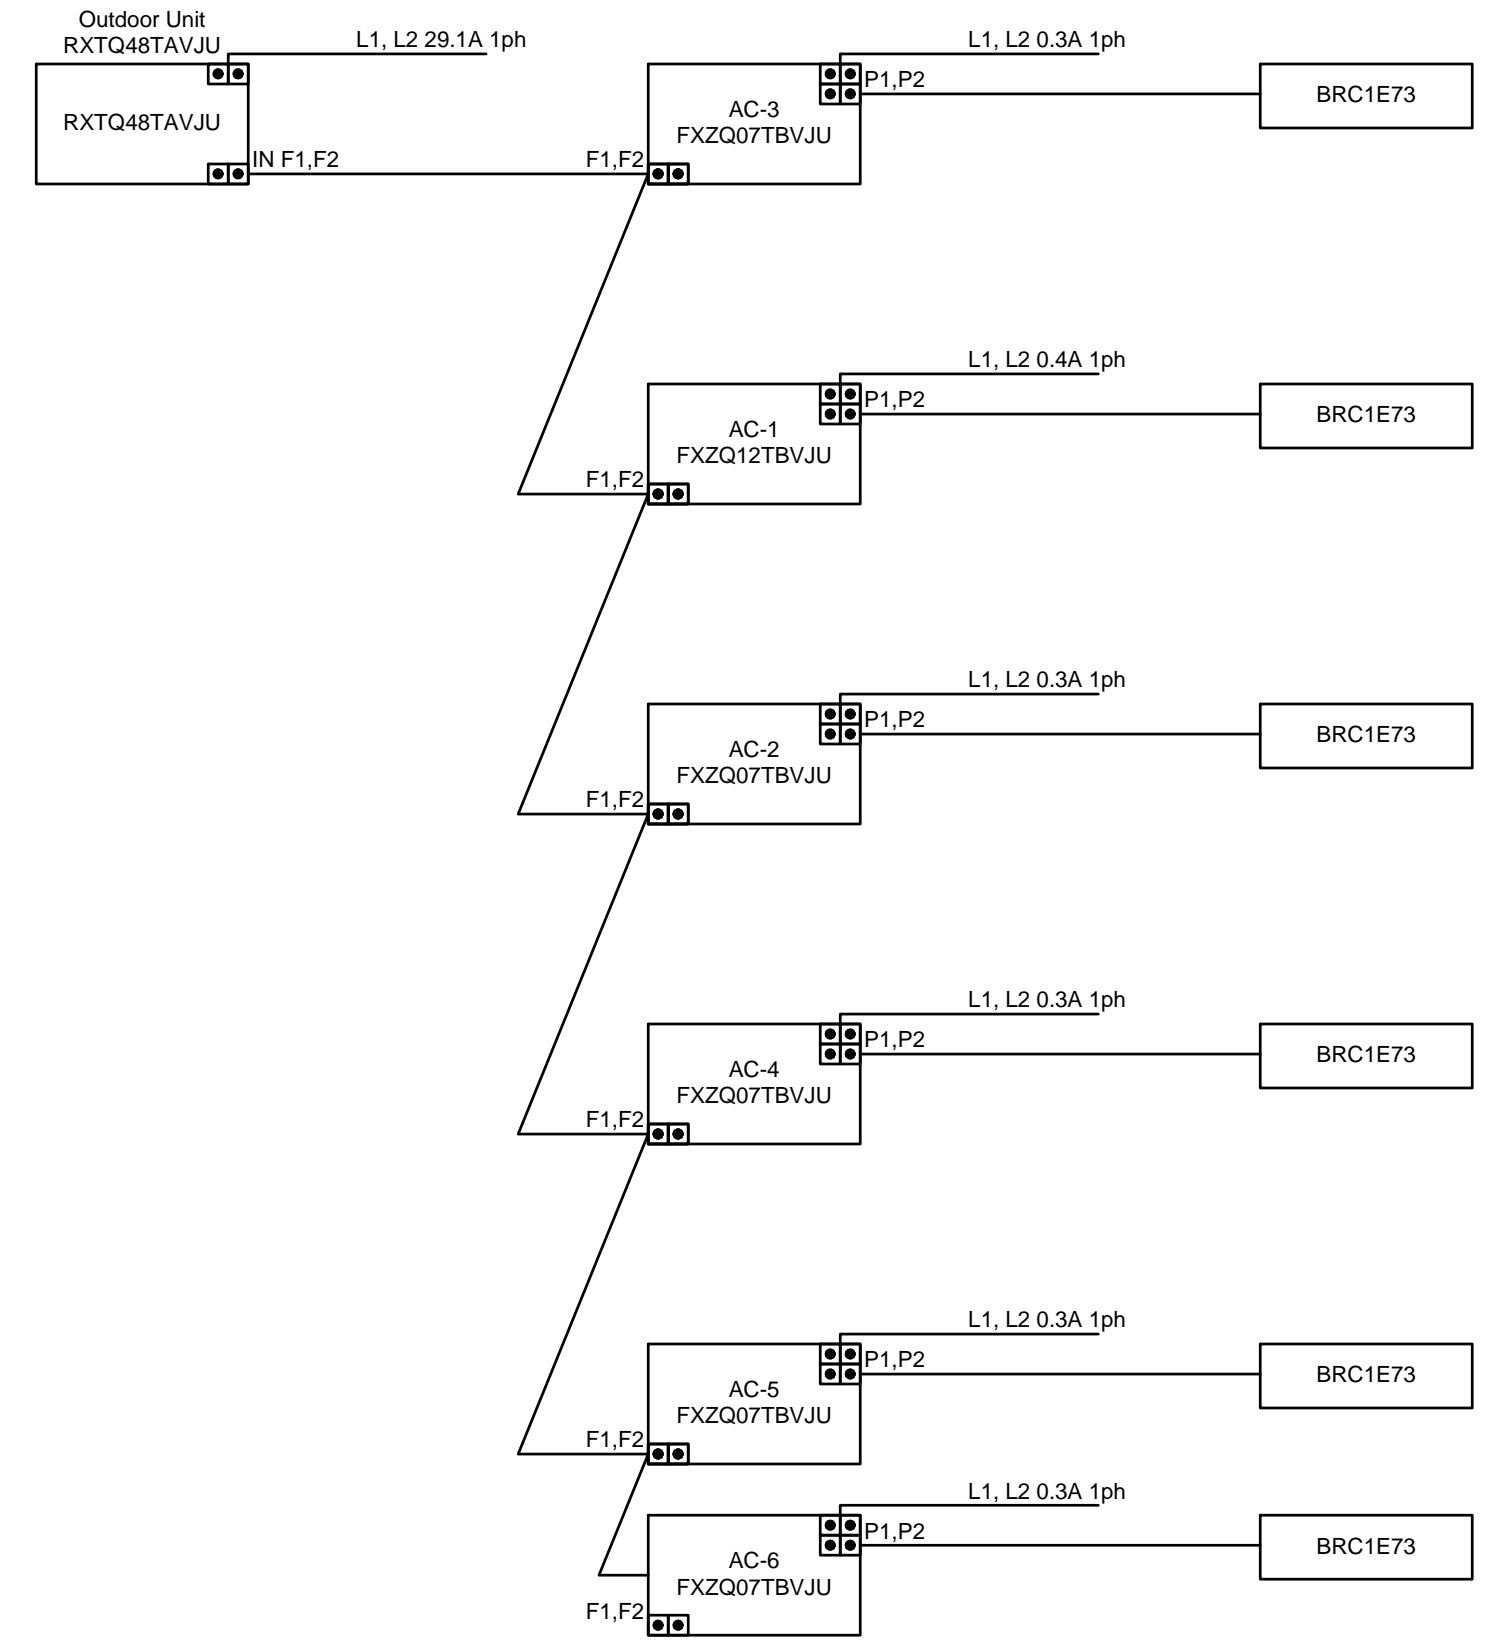 Outdoor Unit
RXTQ48TAVJU
L1, L2 29.1A 1ph
RXTQ48TAVJU
IN F1,F2
L1, L2 0.3A 1ph
P1,P2
AC-3
FXZQ07TBVJU
F1,F2
BRC1E73
L1, L2 0.4A 1ph
P1,P2
AC-1
FXZQ12TBVJU
F1,F2
BRC1E73
L1, L2 0.3A 1ph
P1,P2
AC-2
FXZQ07TBVJU
F1,F2
BRC1E73
L1, L2 0.3A 1ph
P1,P2
AC-4
FXZQ07TBVJU
F1,F2
BRC1E73
L1, L2 0.3A 1ph
P1,P2
AC-5
FXZQ07TBVJU
F1,F2
BRC1E73
L1, L2 0.3A 1ph
P1,P2
AC-6
FXZQ07TBVJU
F1,F2
BRC1E73